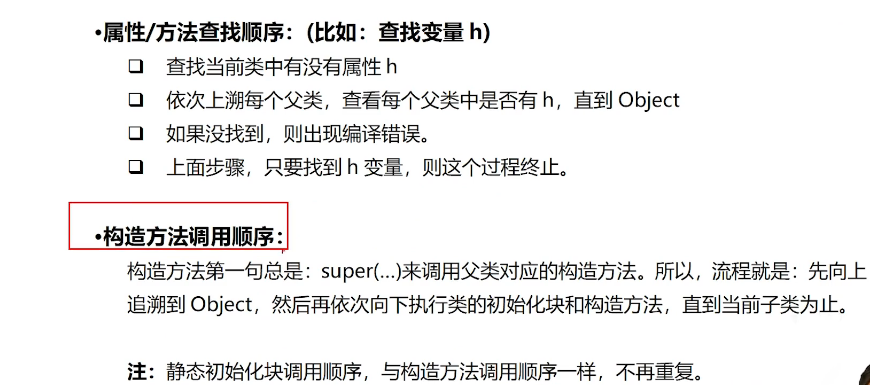 •属性/方法查找顺序：(比如：查找变量 h)
❑ 查找当前类中有没有属性 h
❑ 依次上溯每个父类，查看每个父类中是否有 h，直到 Object
❑ 如果没找到，则出现编译错误。
❑ 上面步骤，只要找到 h 变量，则这个过程终止。
•构造方法调用顺序：
构造方法第一句总是：super(…)来调用父类对应的构造方法。所以，流程就是：先向上
追溯到 Object，然后再依次向下执行类的初始化块和构造方法，直到当前子类为止。
注：静态初始化块调用顺序，与构造方法调用顺序一样，不再重复。